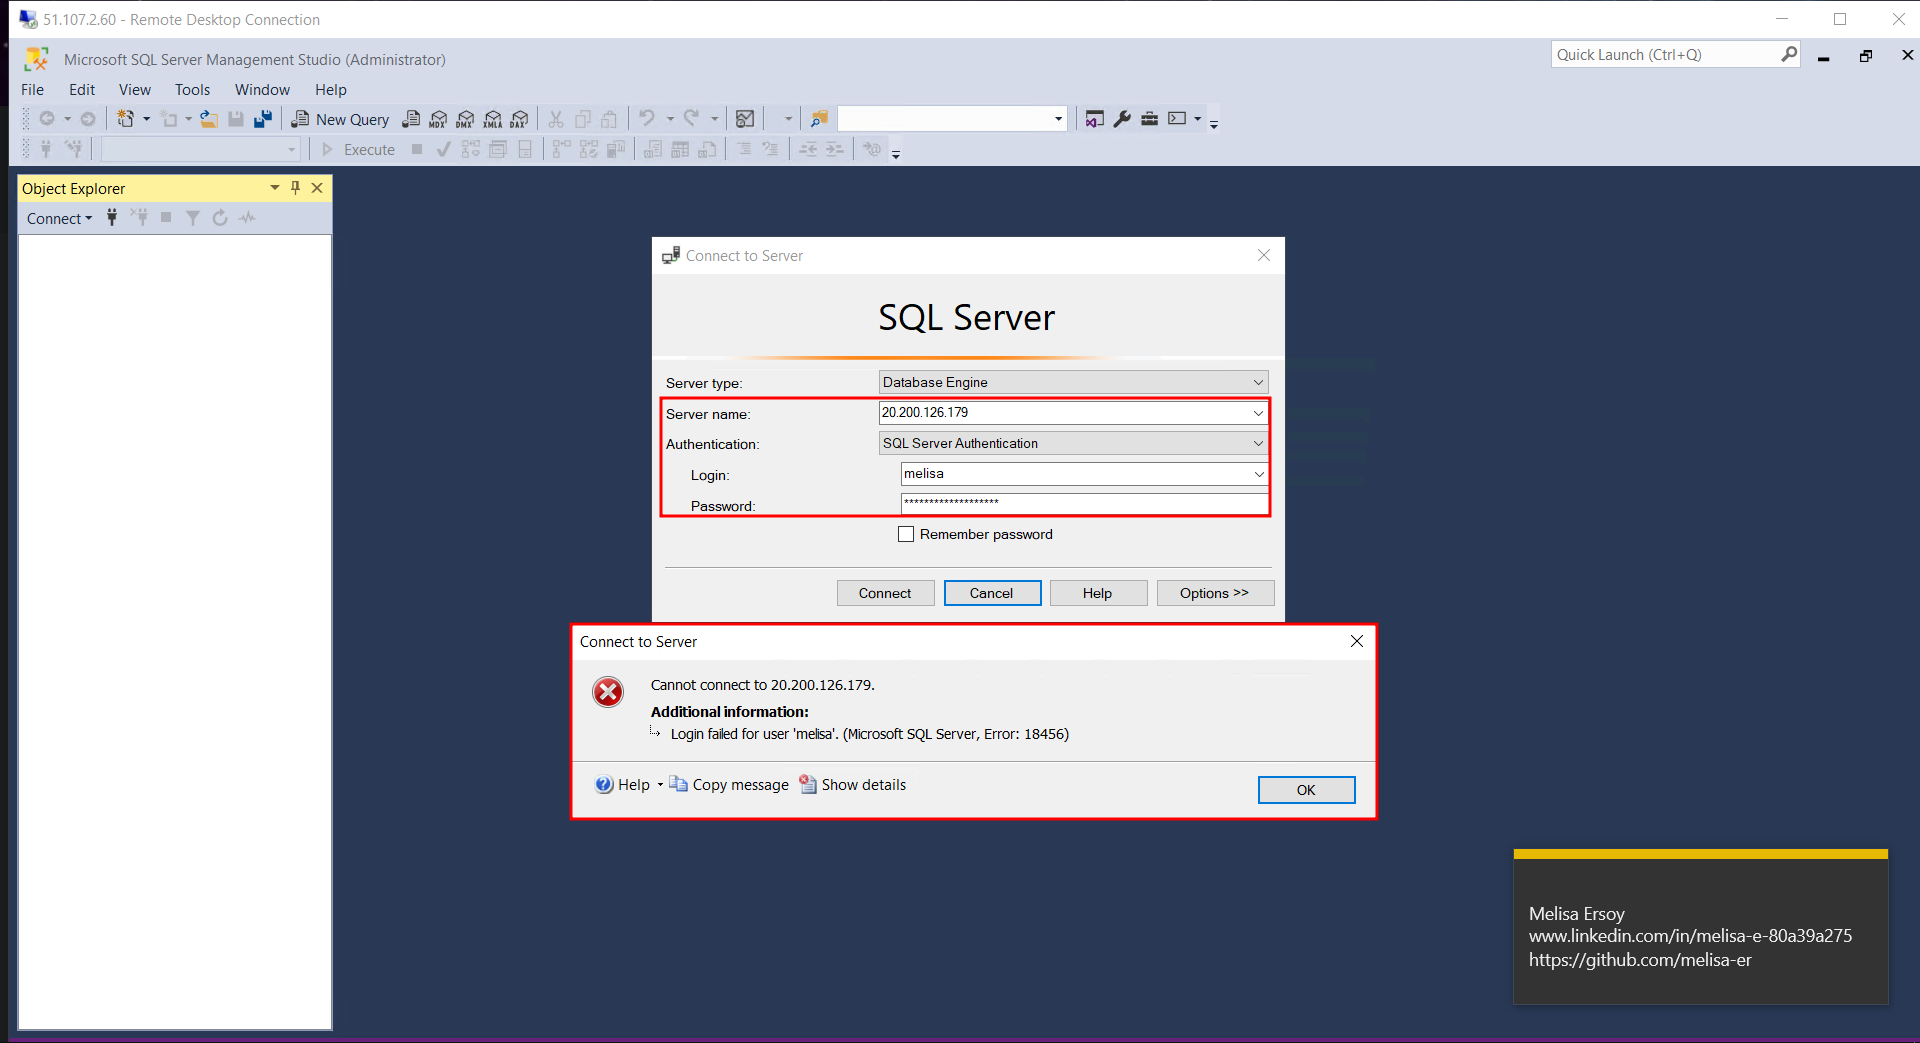 51.107.2.60 - Remote Desktop Connection
Microsoft SQL Server Management Studio (Administrator)
Quick Launch (Ctrl+Q)
File Edit View Tools Window Help
New Query MDX DMX XMLA DAX
Execute
Object Explorer
Connect
Connect to Server
SQL Server
Server type: Database Engine
Server name: 20.200.126.179
Authentication: SQL Server Authentication
Login: melisa
Password: *******************
Remember password
Connect Cancel Help Options >>
Connect to Server
Cannot connect to 20.200.126.179.
Additional information:
Login failed for user 'melisa'. (Microsoft SQL Server, Error: 18456)
Help Copy message Show details
OK
Melisa Ersoy
www.linkedin.com/in/melisa-e-80a39a275
https://github.com/melisa-er